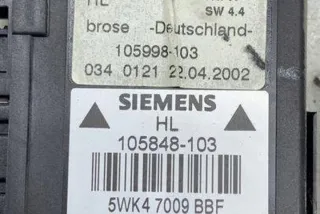 HL
SW 4.4
brose -Deutschland-
105998-103
034 0121 22.04.2002
SIEMENS
HL
105848-103
5WK4 7009 BBF